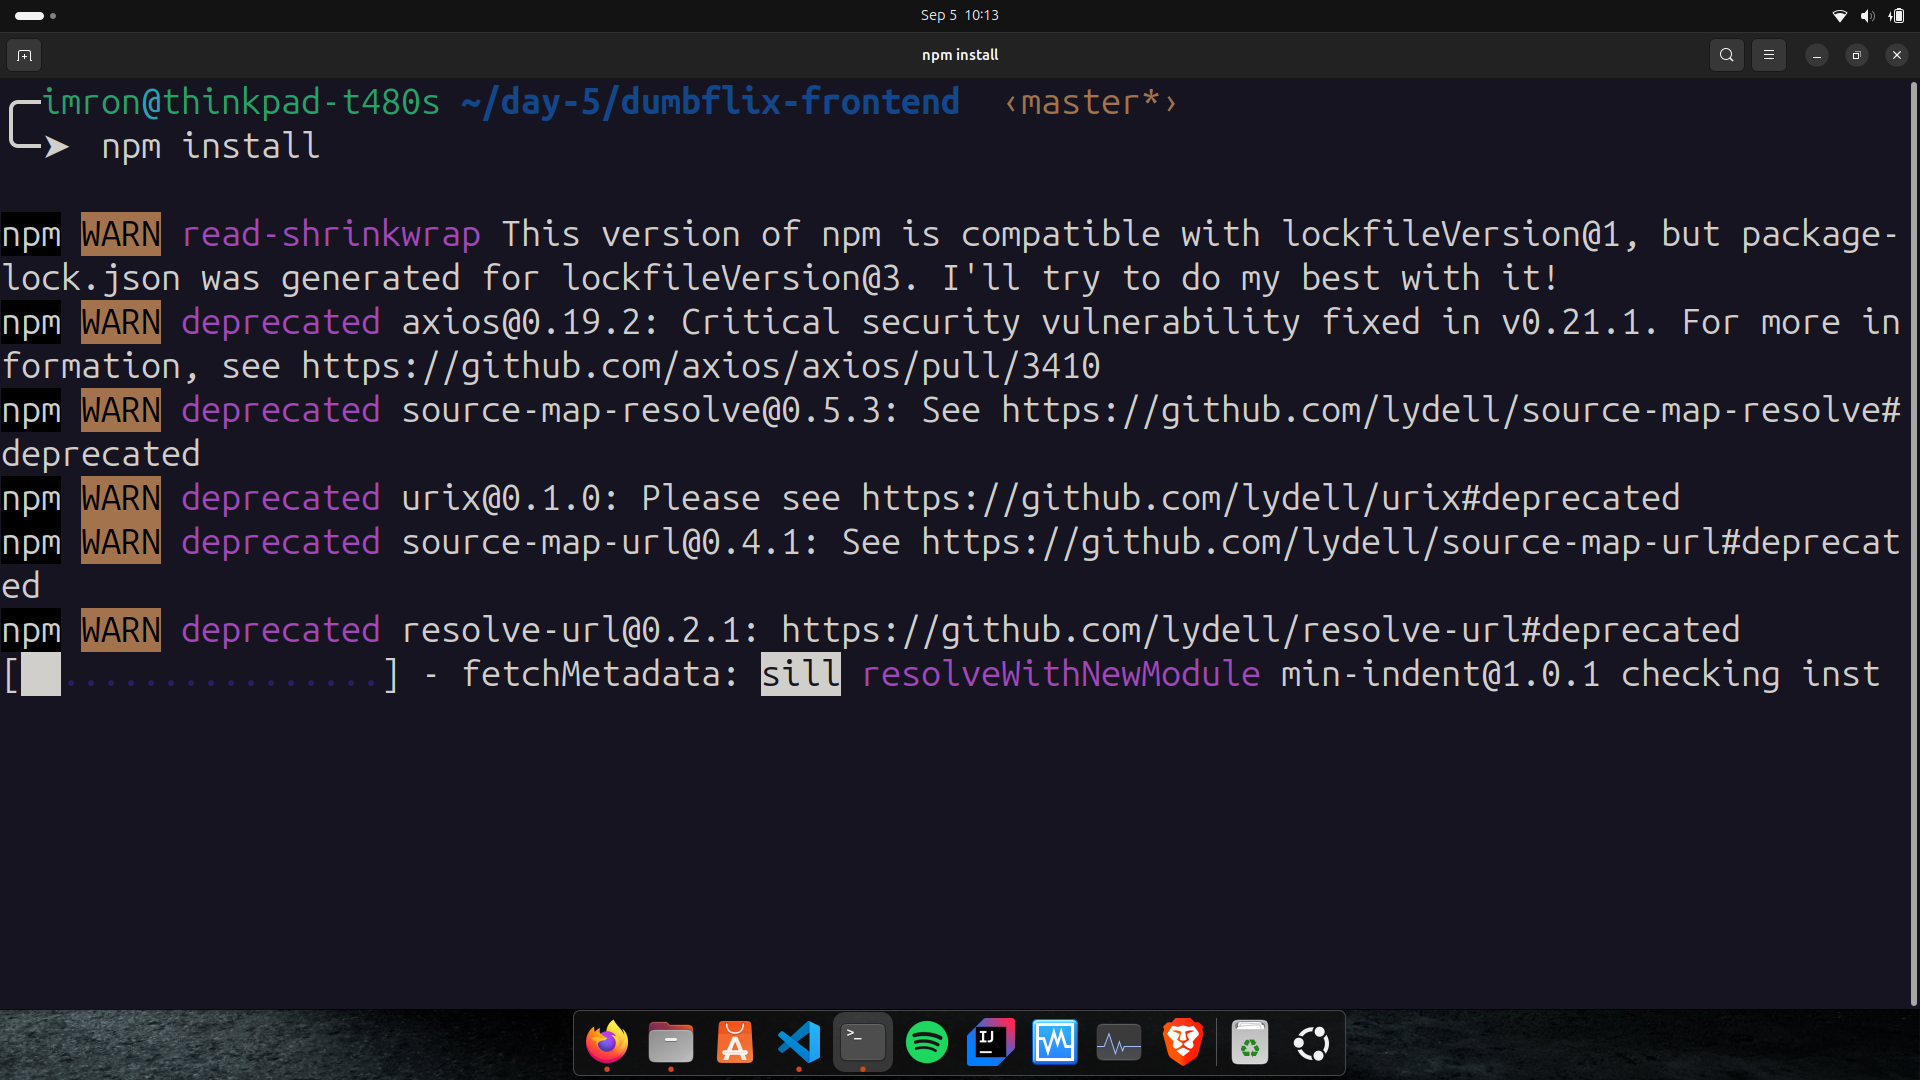 Sep 5 10:13
npm install
imron@thinkpad-t480s ~/day-5/dumbflix-frontend ‹master*›
➤ npm install
npm WARN read-shrinkwrap This version of npm is compatible with lockfileVersion@1, but package-
lock.json was generated for lockfileVersion@3. I'll try to do my best with it!
npm WARN deprecated axios@0.19.2: Critical security vulnerability fixed in v0.21.1. For more in
formation, see https://github.com/axios/axios/pull/3410
npm WARN deprecated source-map-resolve@0.5.3: See https://github.com/lydell/source-map-resolve#
deprecated
npm WARN deprecated urix@0.1.0: Please see https://github.com/lydell/urix#deprecated
npm WARN deprecated source-map-url@0.4.1: See https://github.com/lydell/source-map-url#deprecat
ed
npm WARN deprecated resolve-url@0.2.1: https://github.com/lydell/resolve-url#deprecated
[  ................] - fetchMetadata: sill resolveWithNewModule min-indent@1.0.1 checking inst
>_
IJ